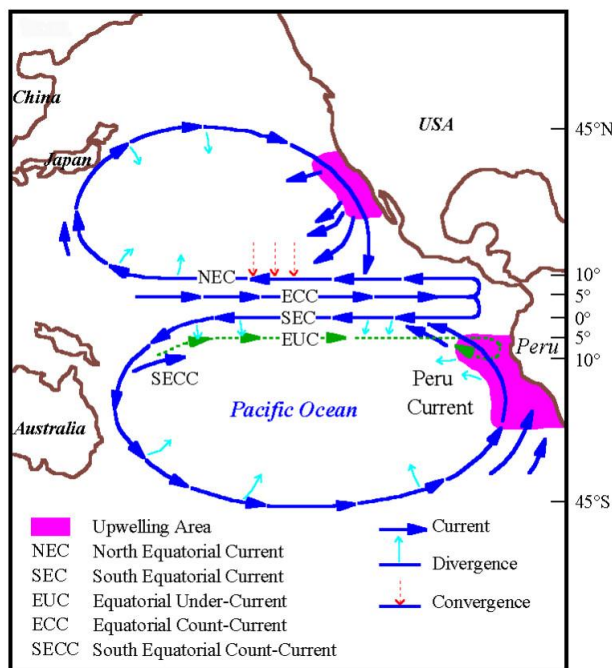 China
USA
45°N
Japan
NEC
10°
ECC
5°
SEC
0°
EUC
5°
Peru
10°
SECC
Peru
Current
Pacific Ocean
Australia
45°S
Upwelling Area
NEC North Equatorial Current
SEC South Equatorial Current
EUC Equatorial Under-Current
ECC Equatorial Count-Current
SECC South Equatorial Count-Current
Current
Divergence
Convergence